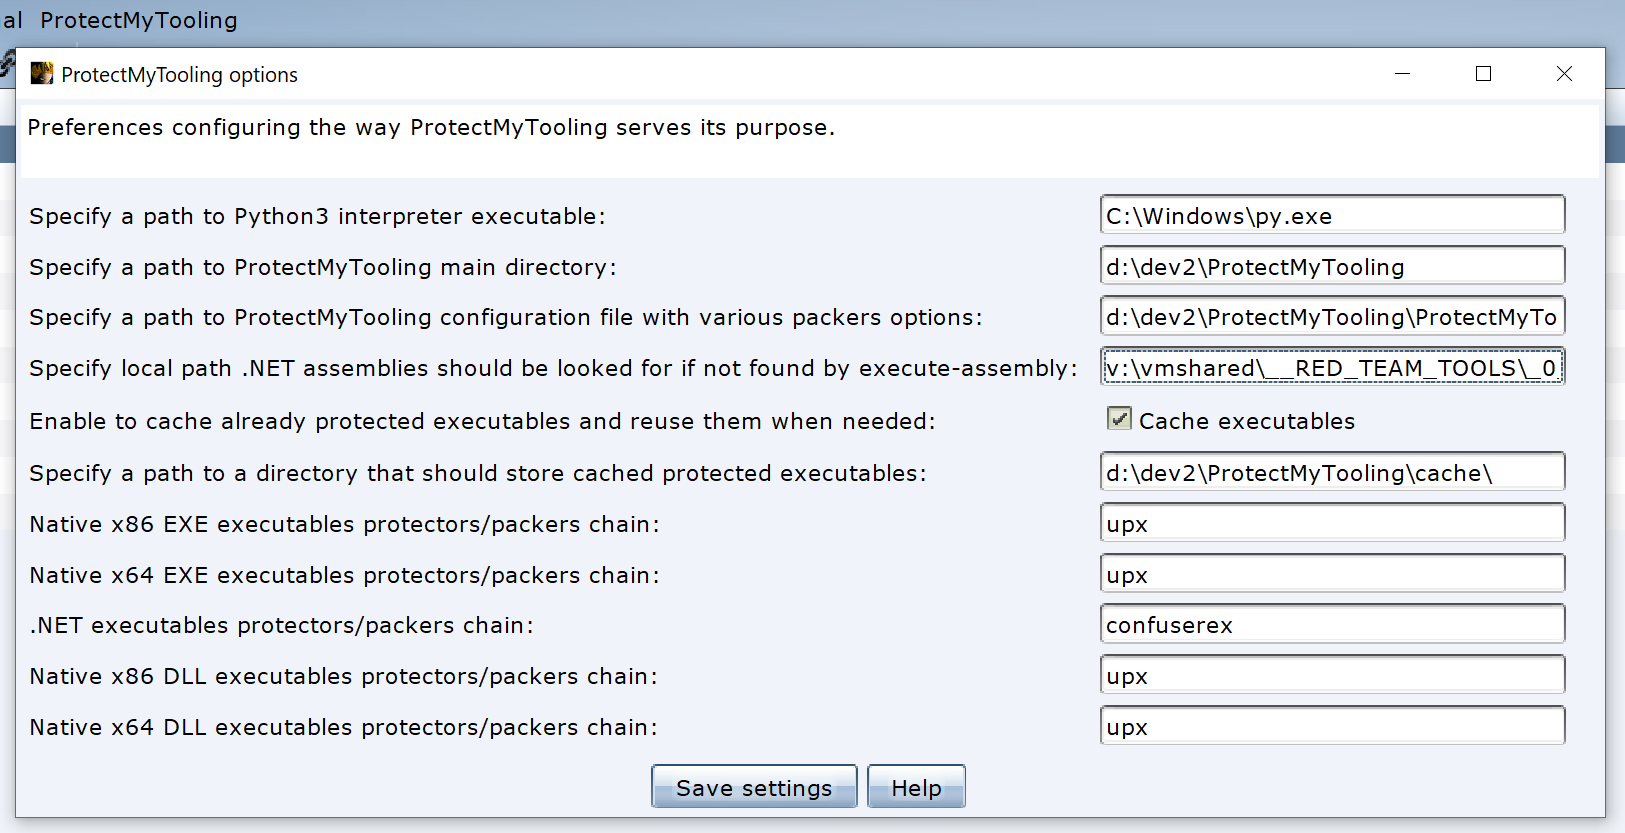 al ProtectMyTooling
ProtectMyTooling options
Preferences configuring the way ProtectMyTooling serves its purpose.
Specify a path to Python3 interpreter executable: C:\Windows\py.exe
Specify a path to ProtectMyTooling main directory: d:\dev2\ProtectMyTooling
Specify a path to ProtectMyTooling configuration file with various packers options: d:\dev2\ProtectMyTooling\ProtectMyTo
Specify local path .NET assemblies should be looked for if not found by execute-assembly: v:\vmshared\__RED_TEAM_TOOLS\_0
Enable to cache already protected executables and reuse them when needed: Cache executables
Specify a path to a directory that should store cached protected executables: d:\dev2\ProtectMyTooling\cache\
Native x86 EXE executables protectors/packers chain: upx
Native x64 EXE executables protectors/packers chain: upx
.NET executables protectors/packers chain: confuserex
Native x86 DLL executables protectors/packers chain: upx
Native x64 DLL executables protectors/packers chain: upx
Save settings Help